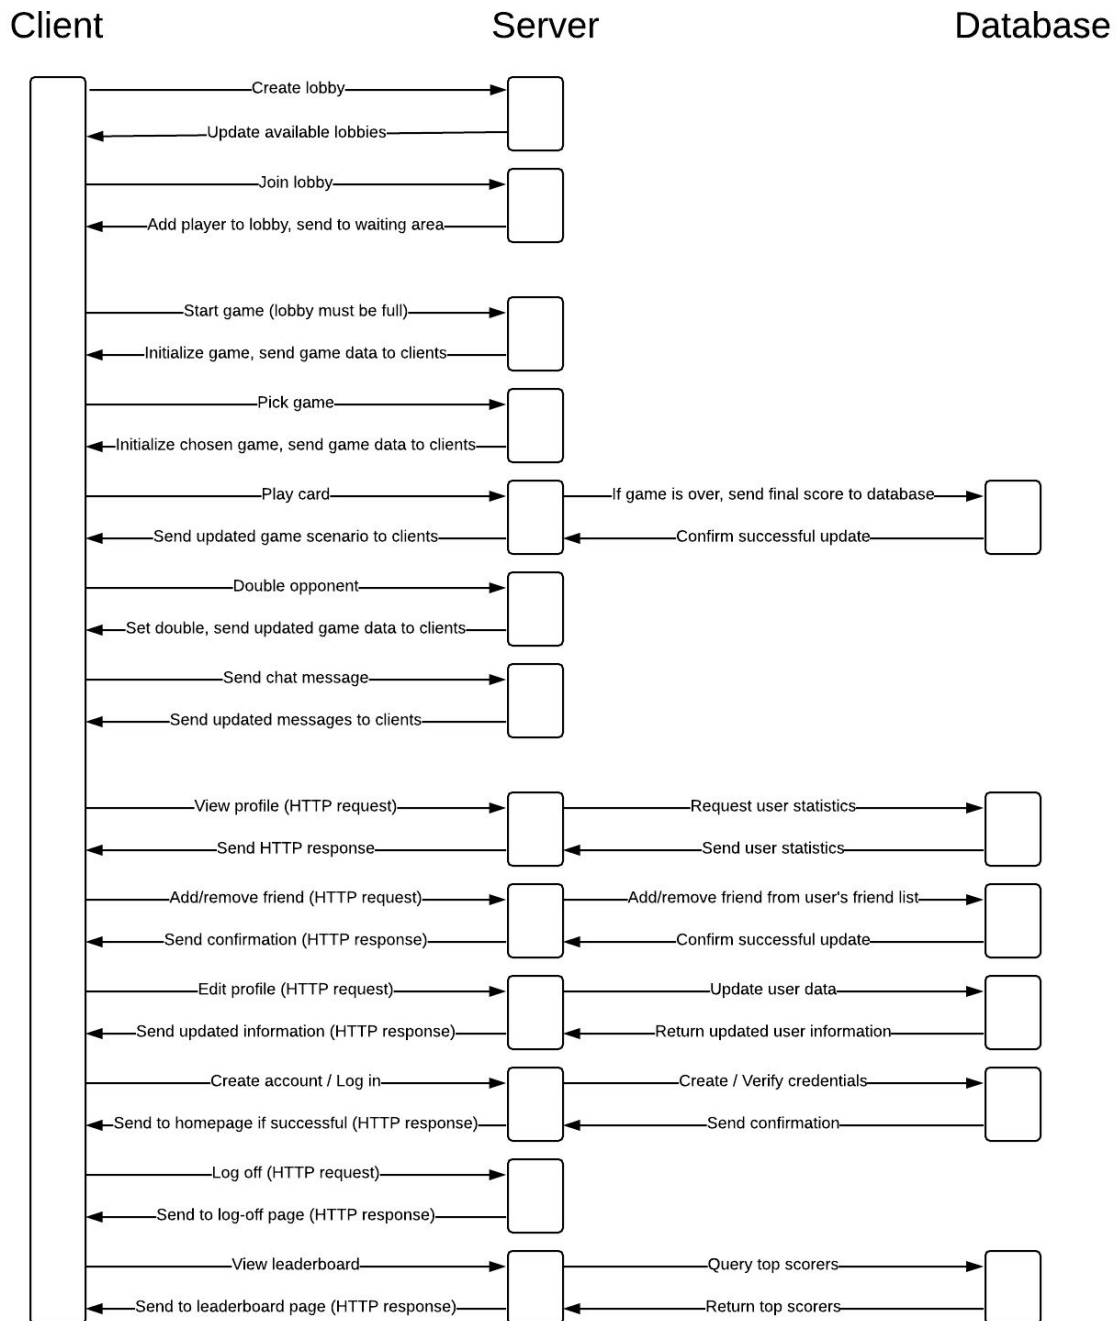 Client
Server
Database
Create lobby
Update available lobbies
Join lobby
Add player to lobby, send to waiting area
Start game (lobby must be full)
Initialize game, send game data to clients
Pick game
Initialize chosen game, send game data to clients
Play card
If game is over, send final score to database
Send updated game scenario to clients
Confirm successful update
Double opponent
Set double, send updated game data to clients
Send chat message
Send updated messages to clients
View profile (HTTP request)
Request user statistics
Send HTTP response
Send user statistics
Add/remove friend (HTTP request)
Add/remove friend from user's friend list
Send confirmation (HTTP response)
Confirm successful update
Edit profile (HTTP request)
Update user data
Send updated information (HTTP response)
Return updated user information
Create account / Log in
Create / Verify credentials
Send to homepage if successful (HTTP response)
Send confirmation
Log off (HTTP request)
Send to log-off page (HTTP response)
View leaderboard
Query top scorers
Send to leaderboard page (HTTP response)
Return top scorers